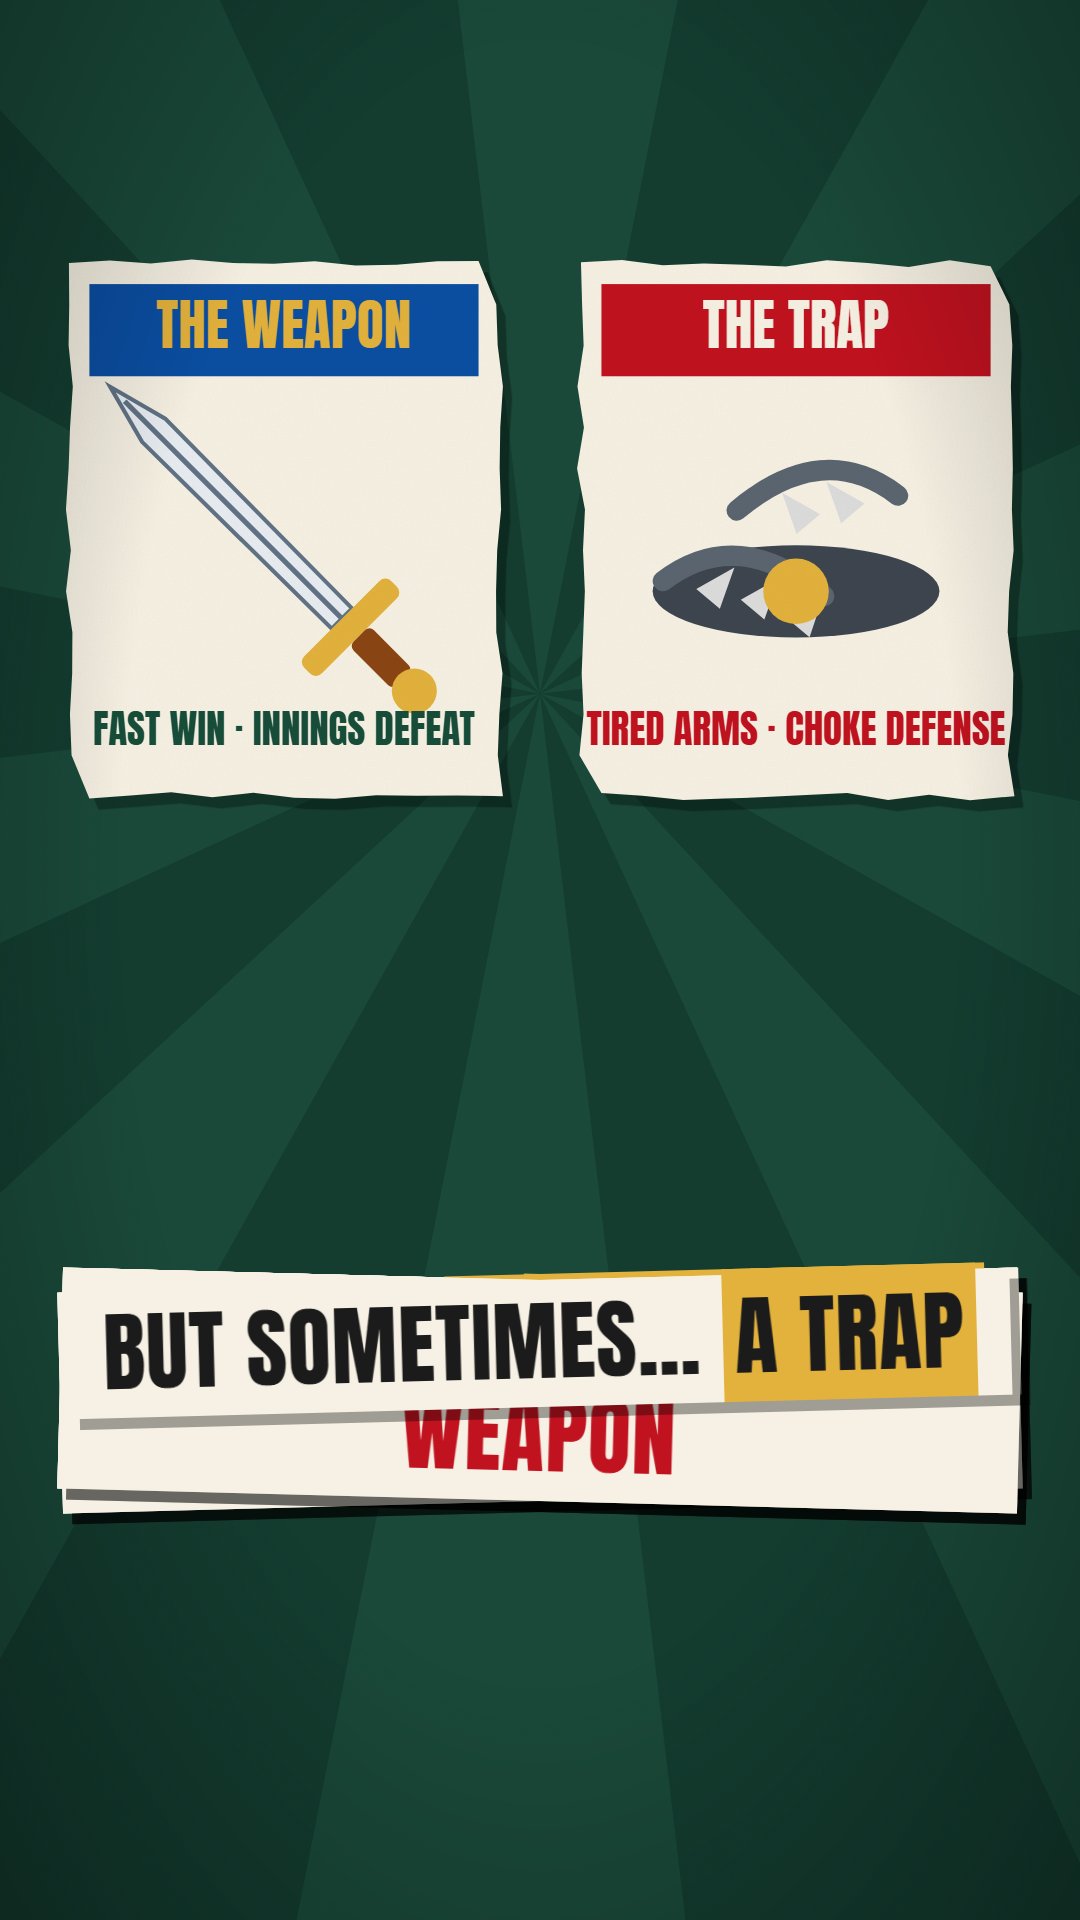 THE WEAPON
THE TRAP
FAST WIN · INNINGS DEFEAT
TIRED ARMS · CHOKE DEFENSE
BUT SOMETIMES... A TRAP
WEAPON